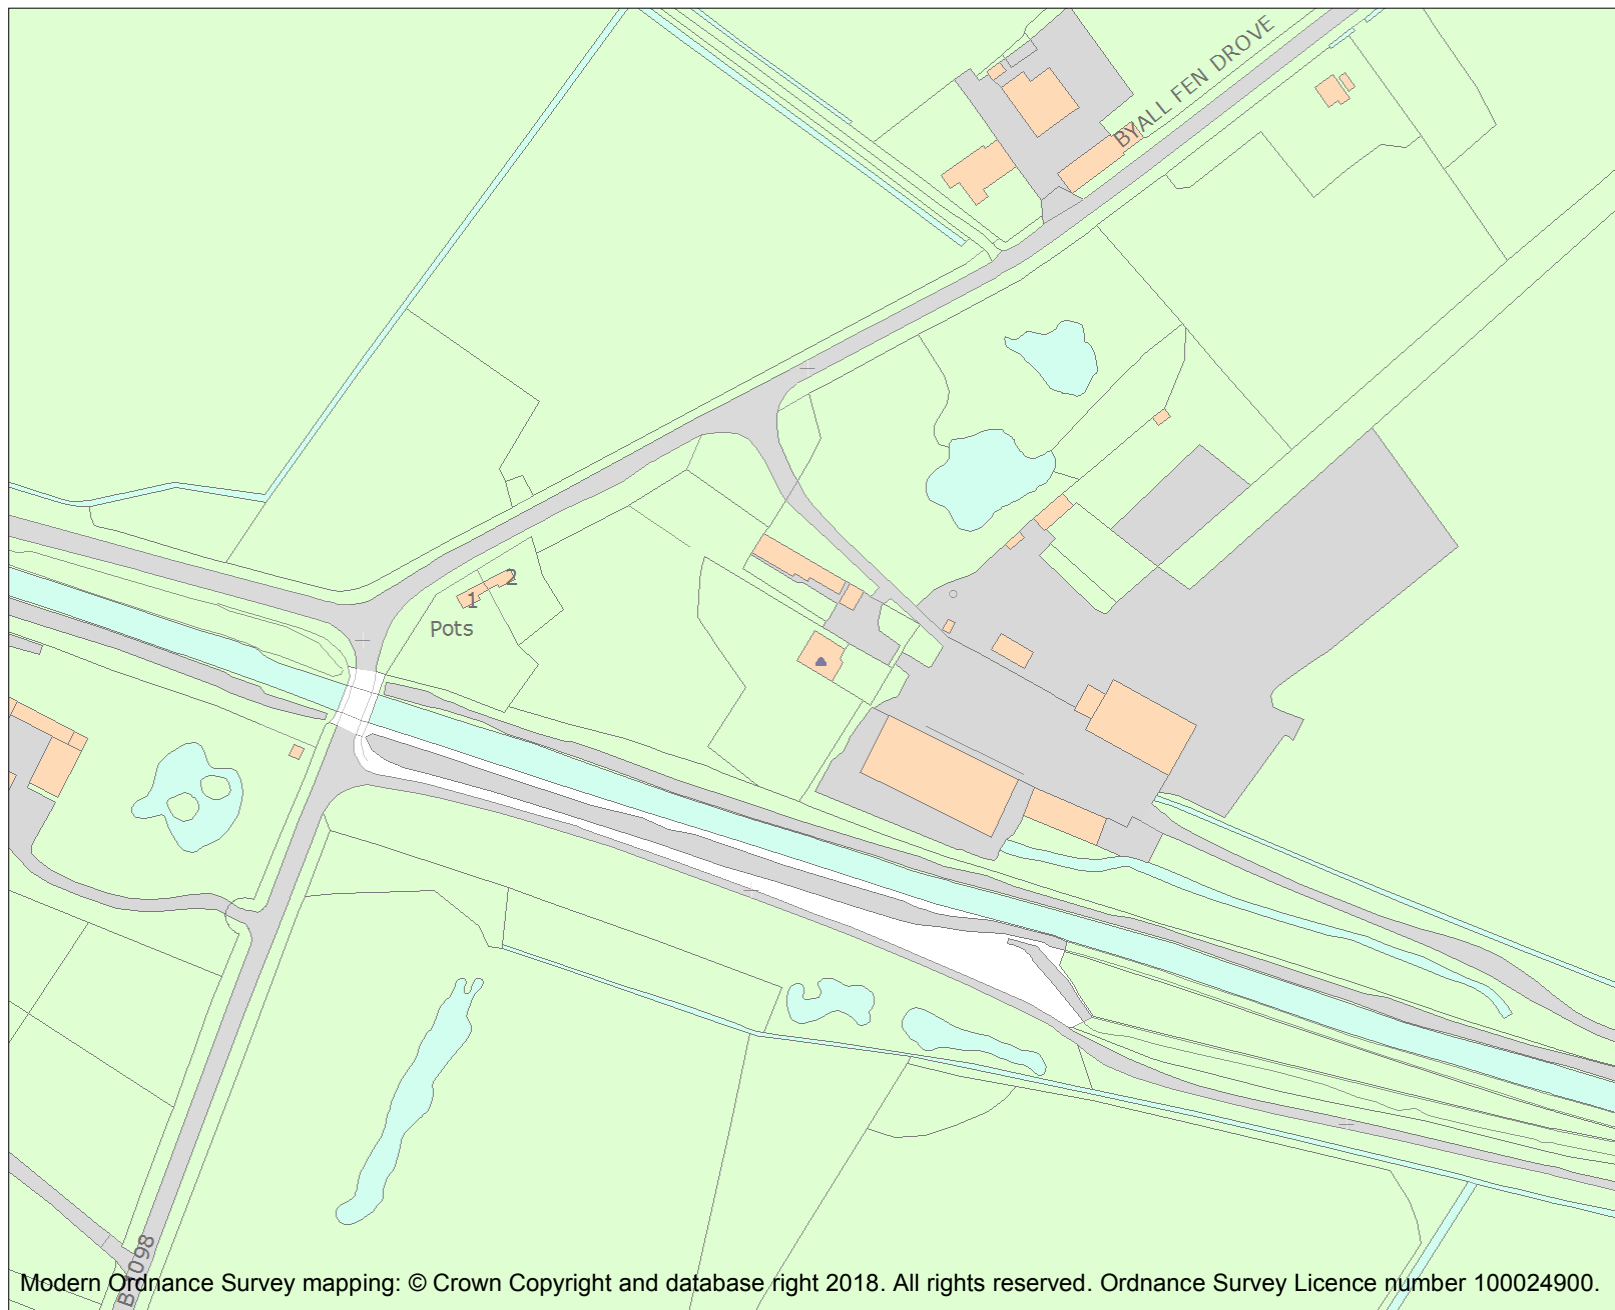 BYALL FEN DROVE
2
1
Pots
B1098
Modern Ordnance Survey mapping: © Crown Copyright and database right 2018. All rights reserved. Ordnance Survey Licence number 100024900.